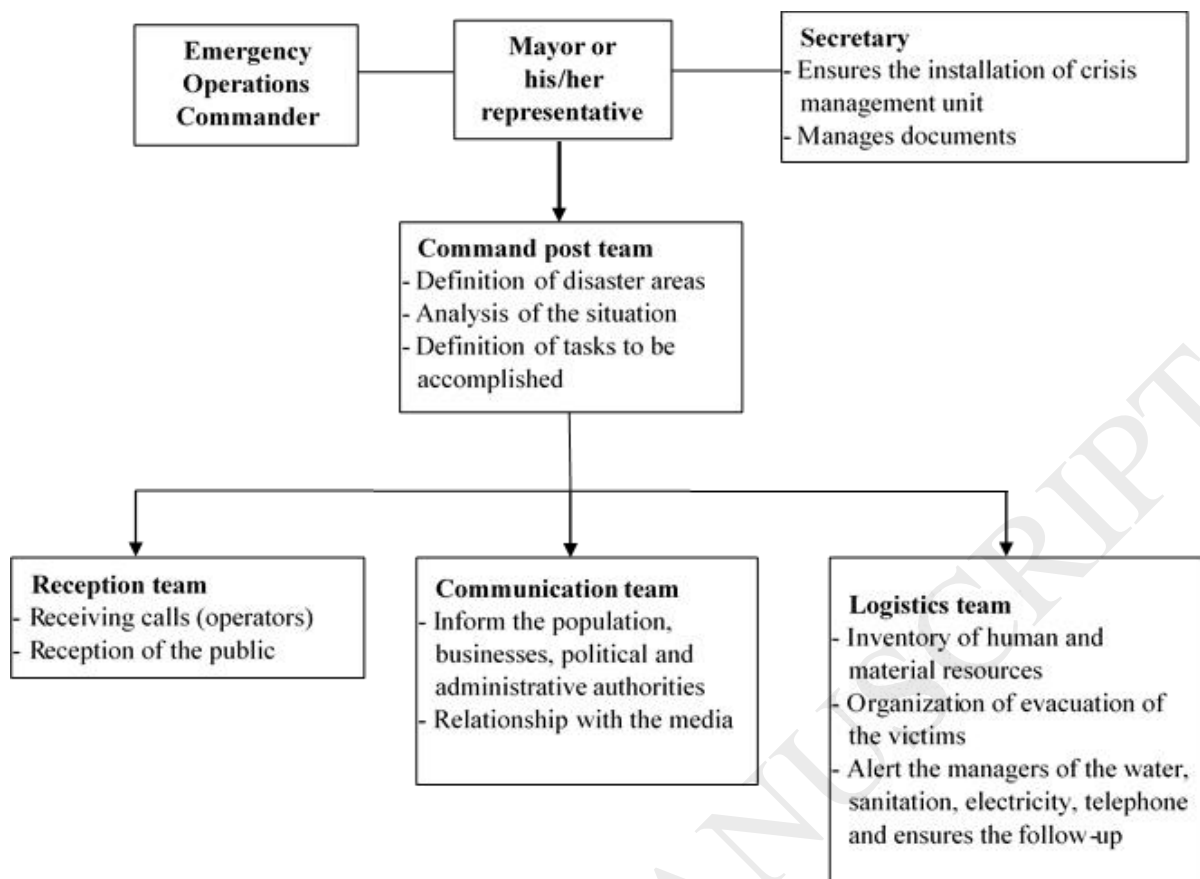 Emergency
Operations
Commander
Mayor or
his/her
representative
Secretary
- Ensures the installation of crisis
management unit
- Manages documents
Command post team
- Definition of disaster areas
- Analysis of the situation
- Definition of tasks to be
accomplished
Reception team
- Receiving calls (operators)
- Reception of the public
Communication team
- Inform the population,
businesses, political and
administrative authorities
- Relationship with the media
Logistics team
- Inventory of human and
material resources
- Organization of evacuation of
the victims
- Alert the managers of the water,
sanitation, electricity, telephone
and ensures the follow-up
ANUSCRIPT